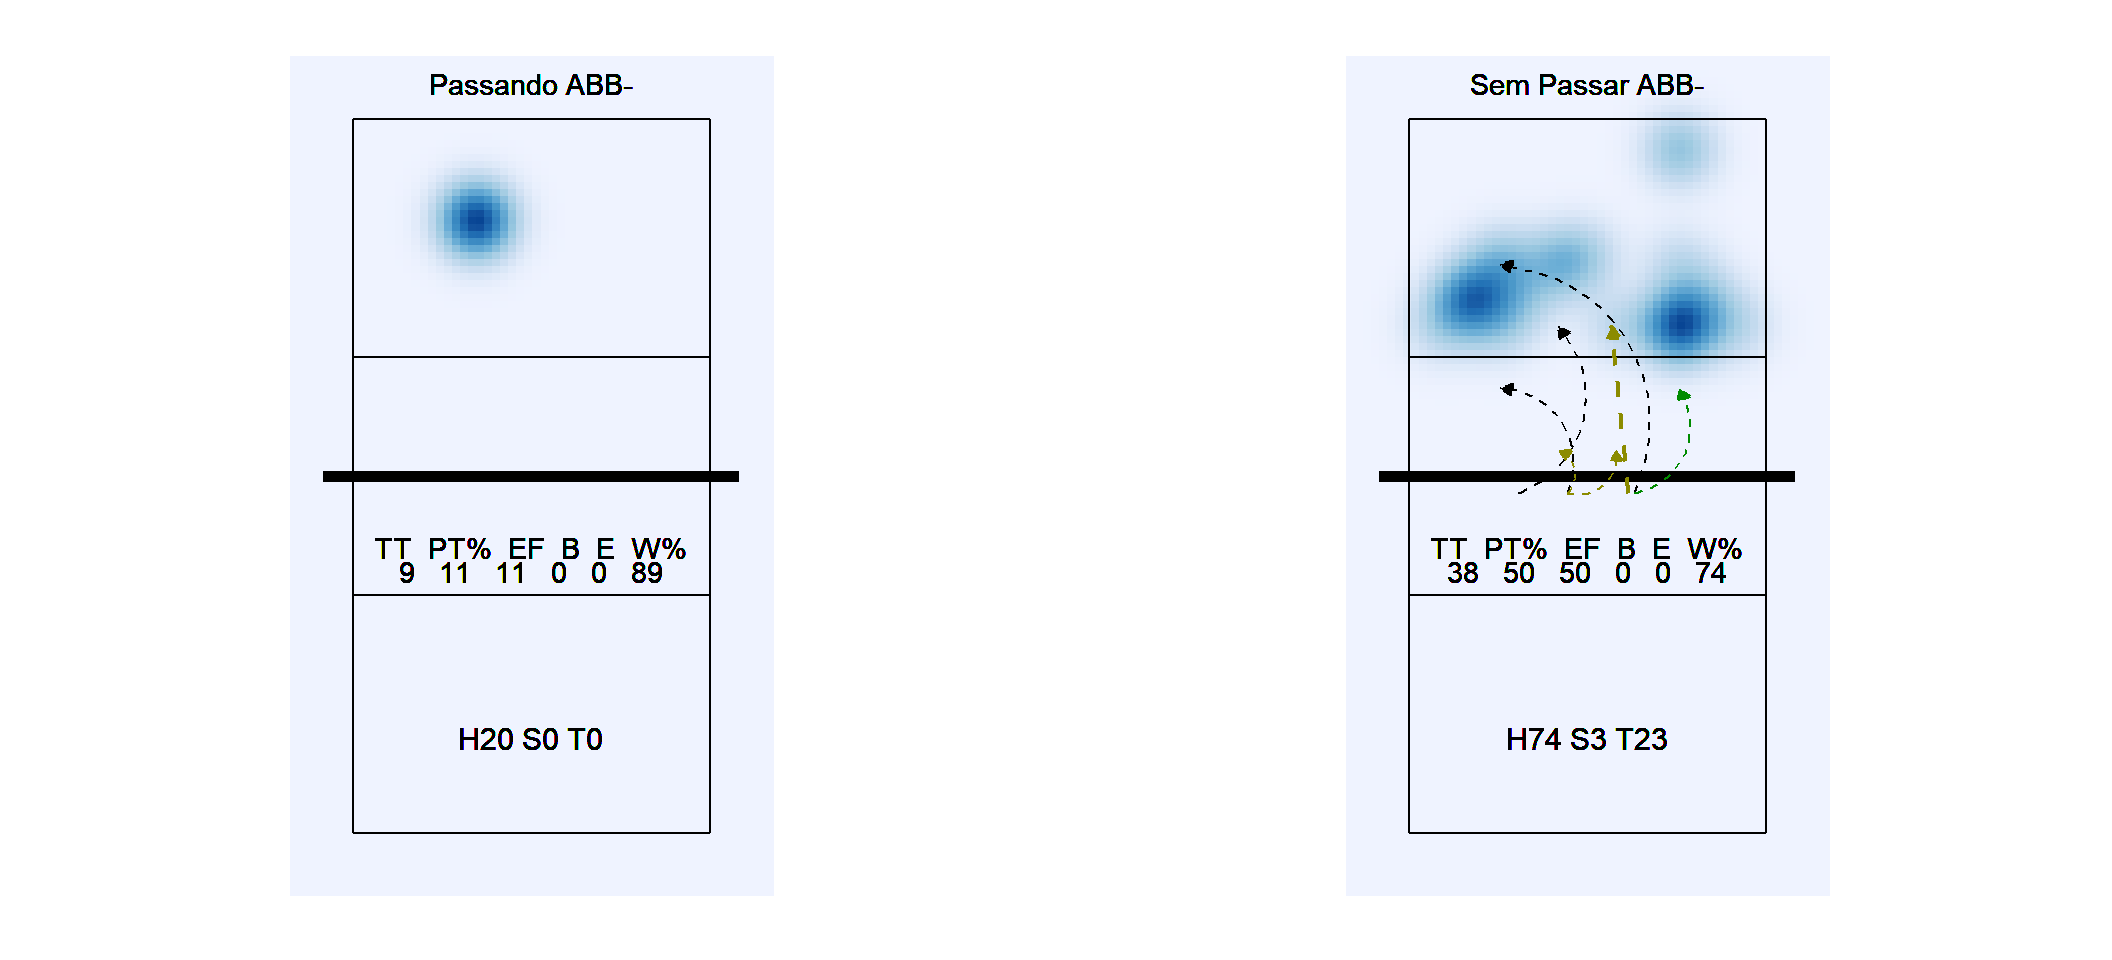 Passando ABB-
TT PT% EF B E W%
9 11 11 0 0 89
H20 S0 T0
Sem Passar ABB-
TT PT% EF B E W%
38 50 50 0 0 74
H74 S3 T23